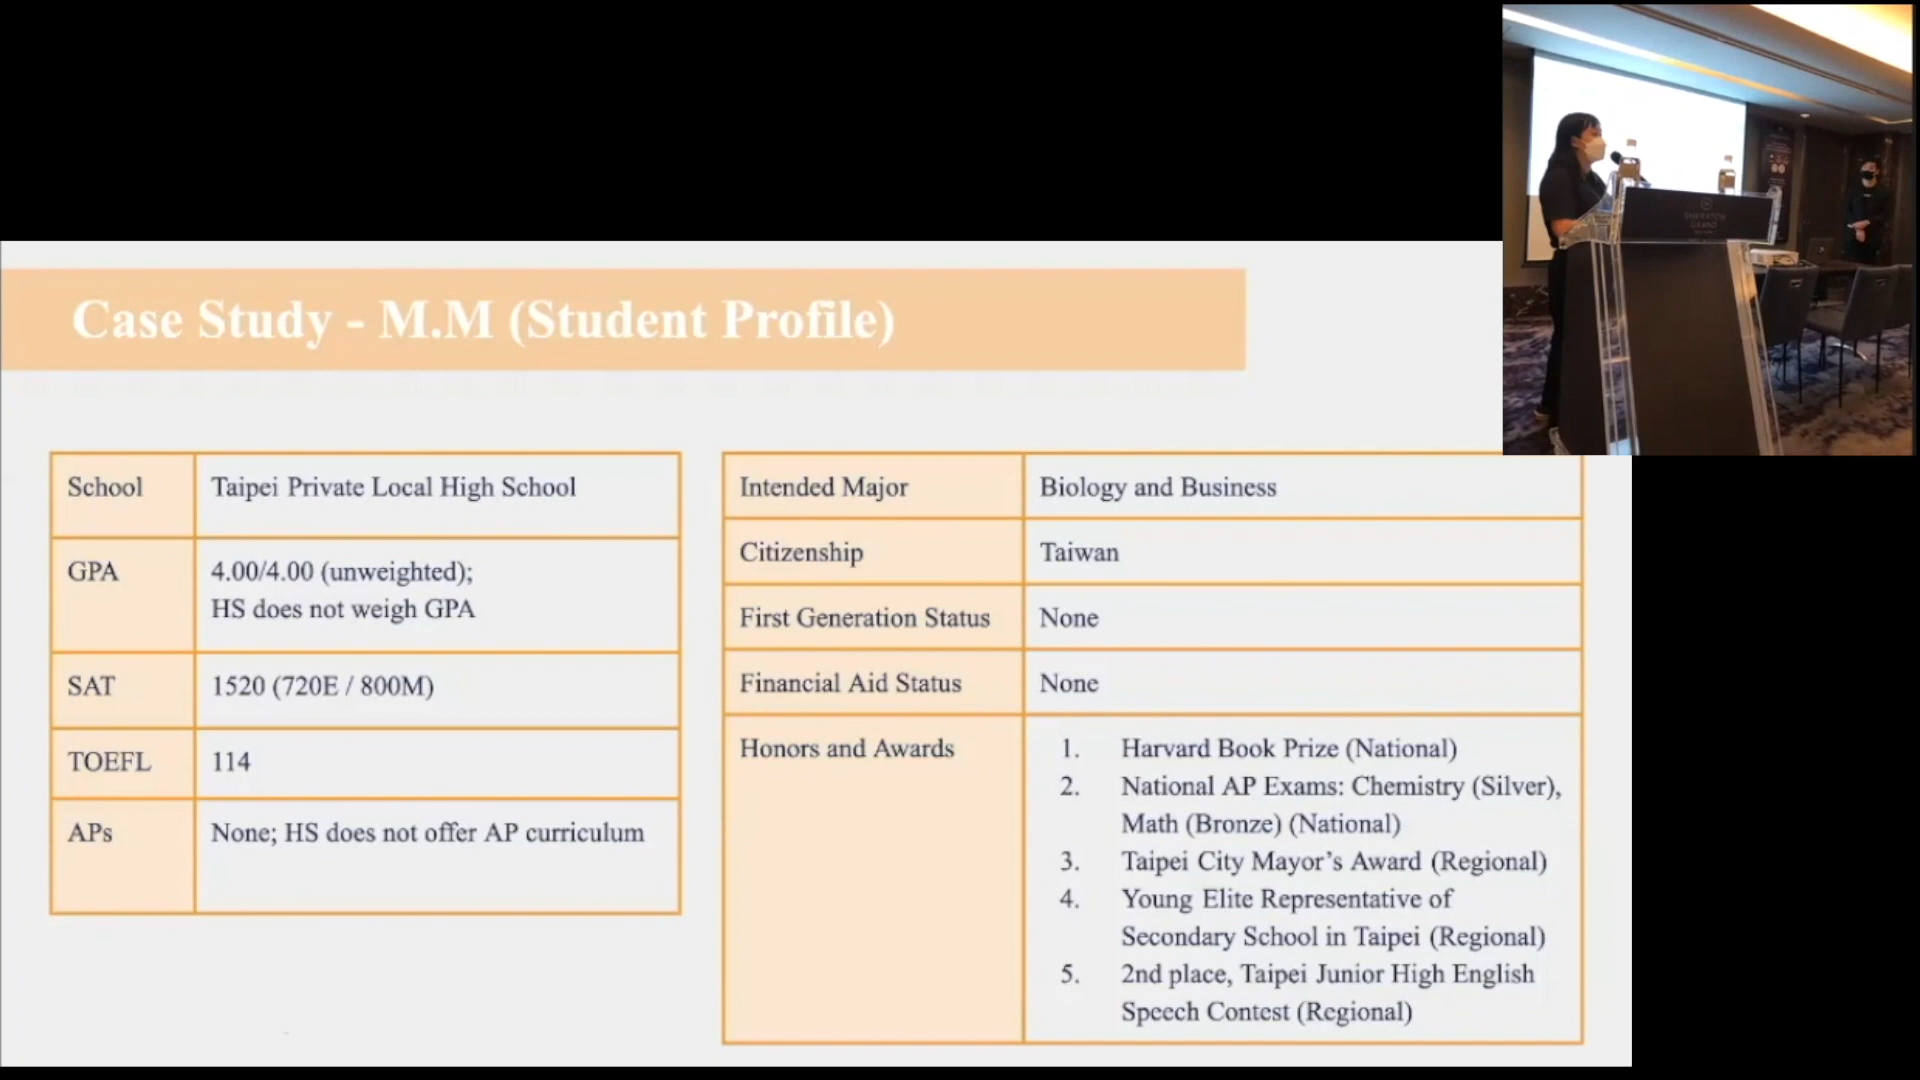 Case Study - M.M (Student Profile)
School
Taipei Private Local High School
GPA
4.00/4.00 (unweighted);
HS does not weigh GPA
SAT
1520 (720E / 800M)
TOEFL
114
APs
None; HS does not offer AP curriculum
Intended Major
Biology and Business
Citizenship
Taiwan
First Generation Status
None
Financial Aid Status
None
Honors and Awards
1. Harvard Book Prize (National)
2. National AP Exams: Chemistry (Silver),
Math (Bronze) (National)
3. Taipei City Mayor’s Award (Regional)
4. Young Elite Representative of
Secondary School in Taipei (Regional)
5. 2nd place, Taipei Junior High English
Speech Contest (Regional)
SHERATON
GRAND